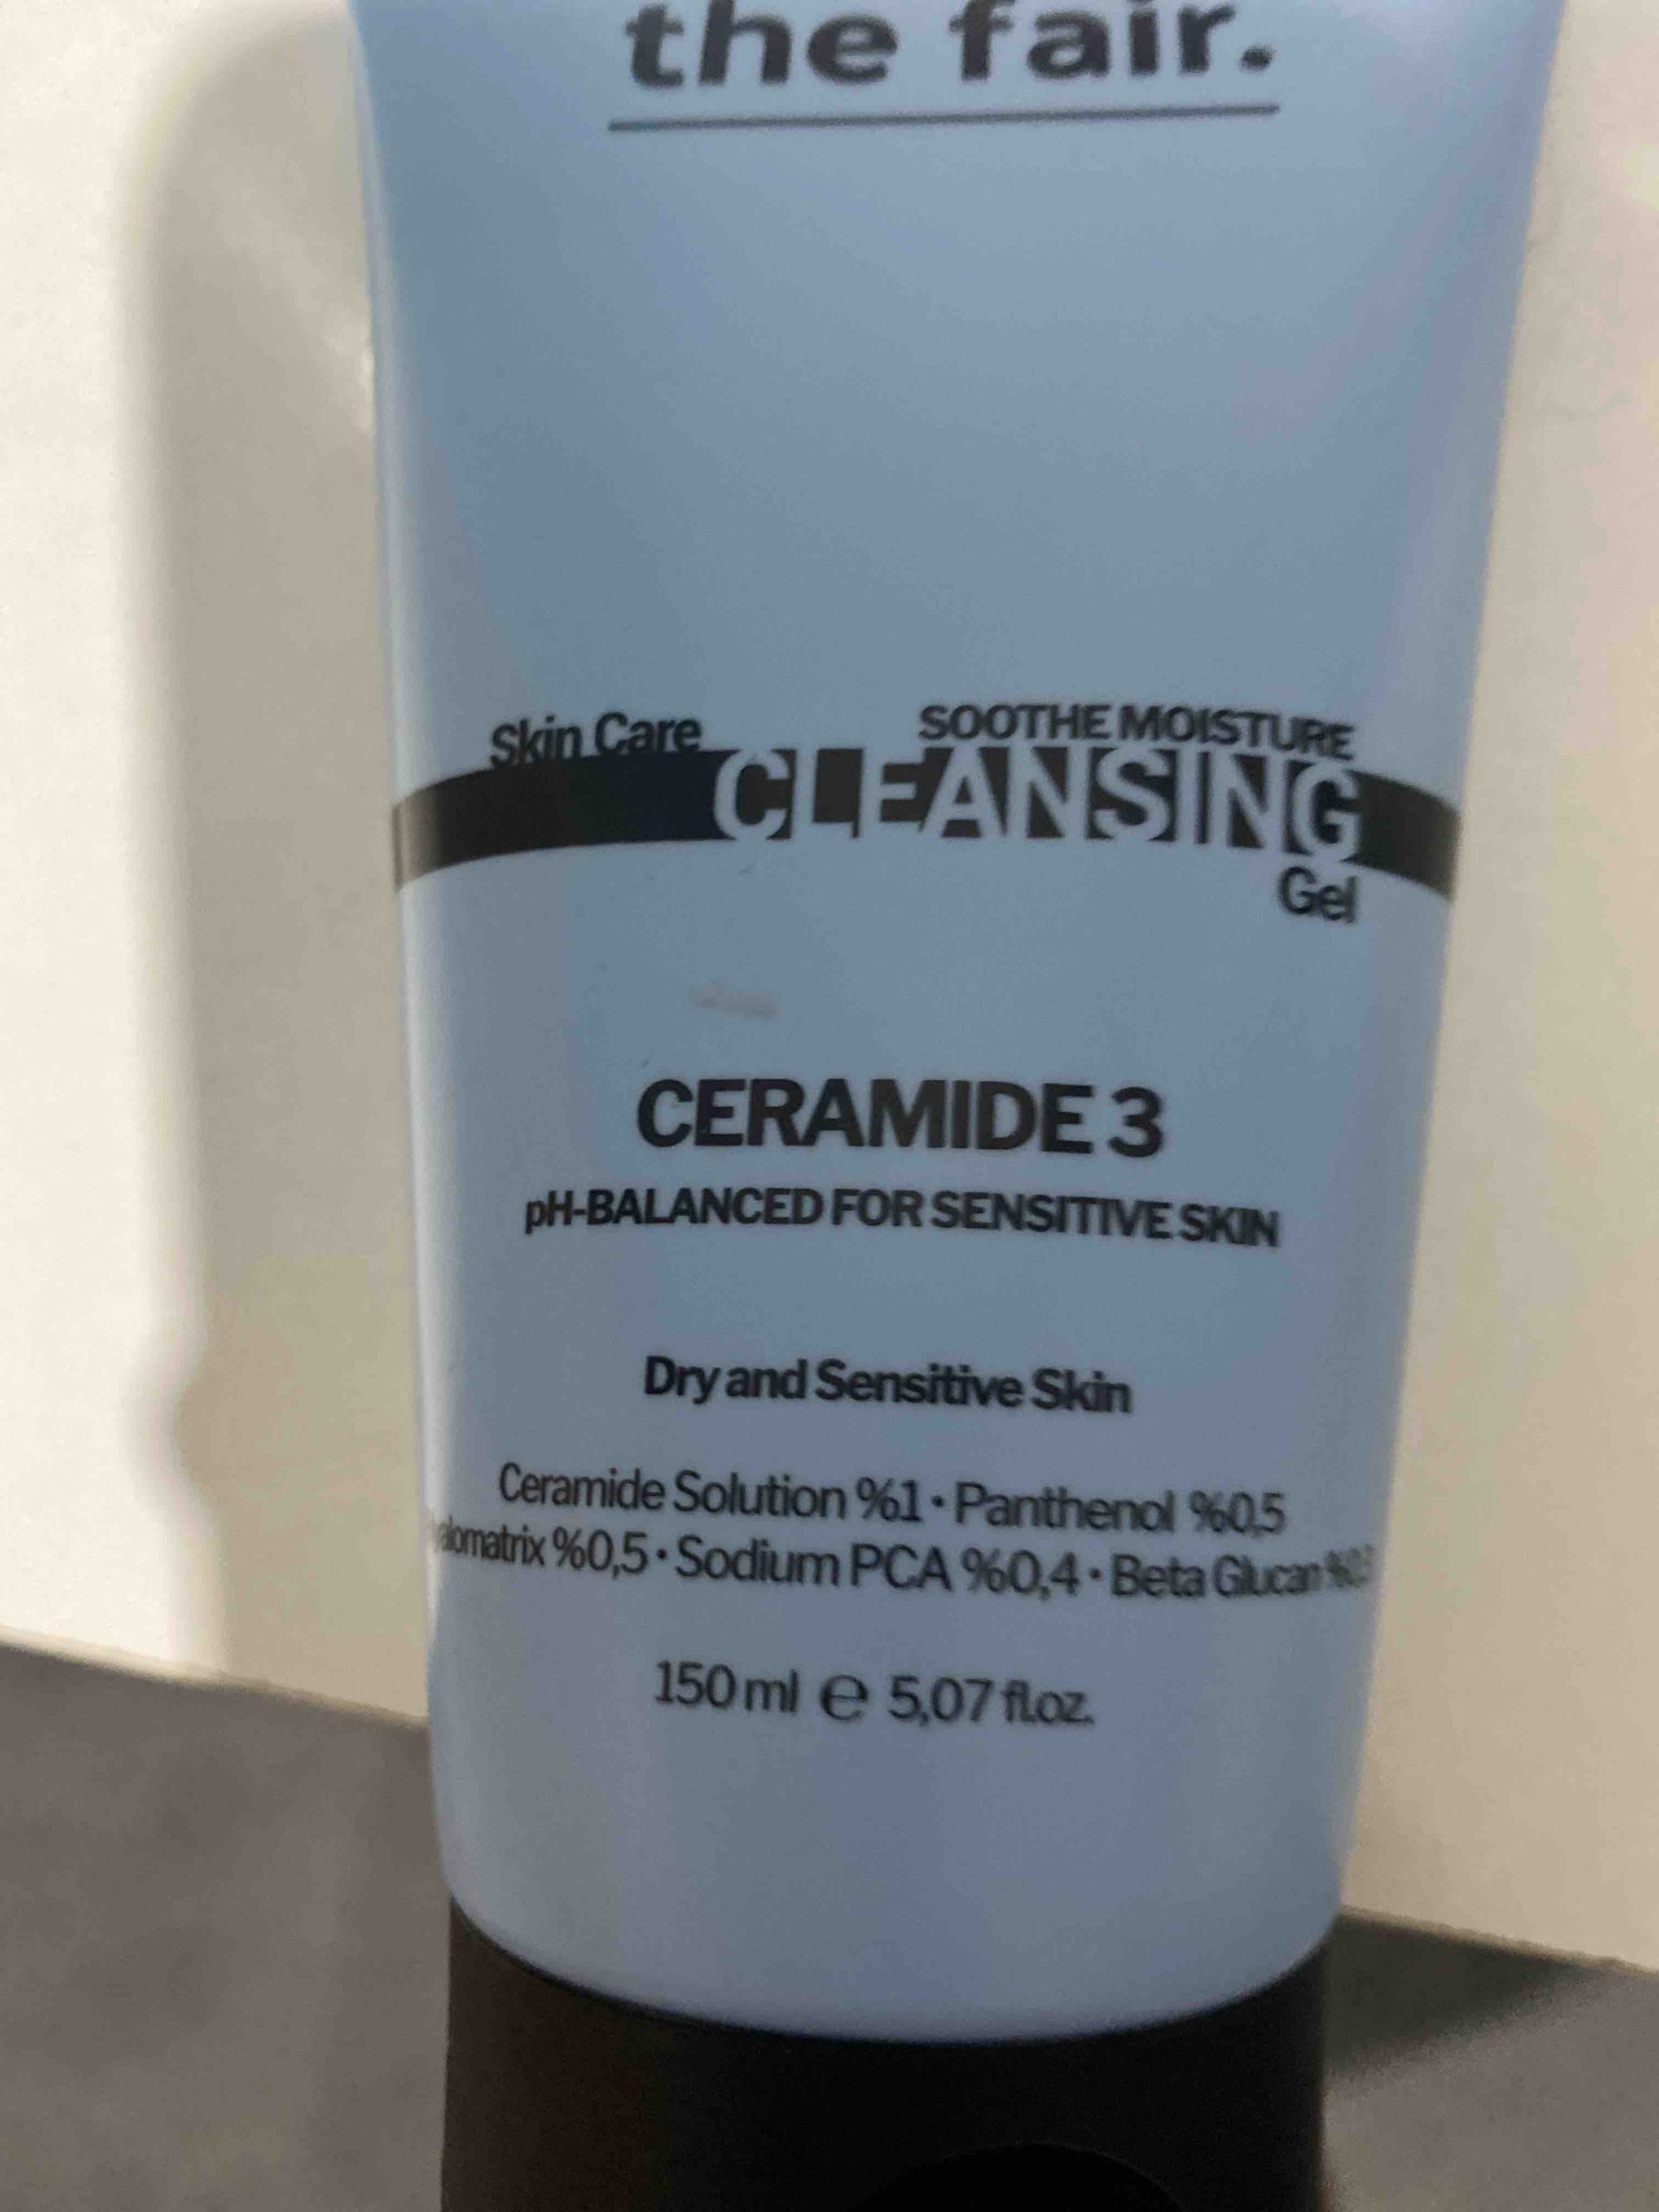 the fair.
Skin Care
SOOTHE MOISTURE
CLEANSING
Gel
CERAMIDE 3
pH-BALANCED FOR SENSITIVE SKIN
Dry and Sensitive Skin
Ceramide Solution %1 • Panthenol %0,5
%0,5 • Sodium PCA %0,4 • Beta Glucan
150 ml e 5,07 fl.oz.